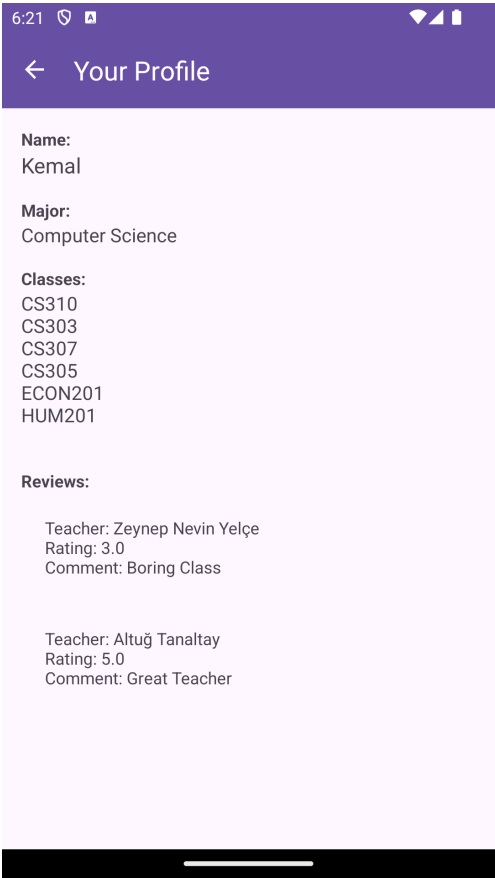 6:21
Your Profile
Name:
Kemal
Major:
Computer Science
Classes:
CS310
CS303
CS307
CS305
ECON201
HUM201
Reviews:
Teacher: Zeynep Nevin Yelçe
Rating: 3.0
Comment: Boring Class
Teacher: Altuğ Tanaltay
Rating: 5.0
Comment: Great Teacher